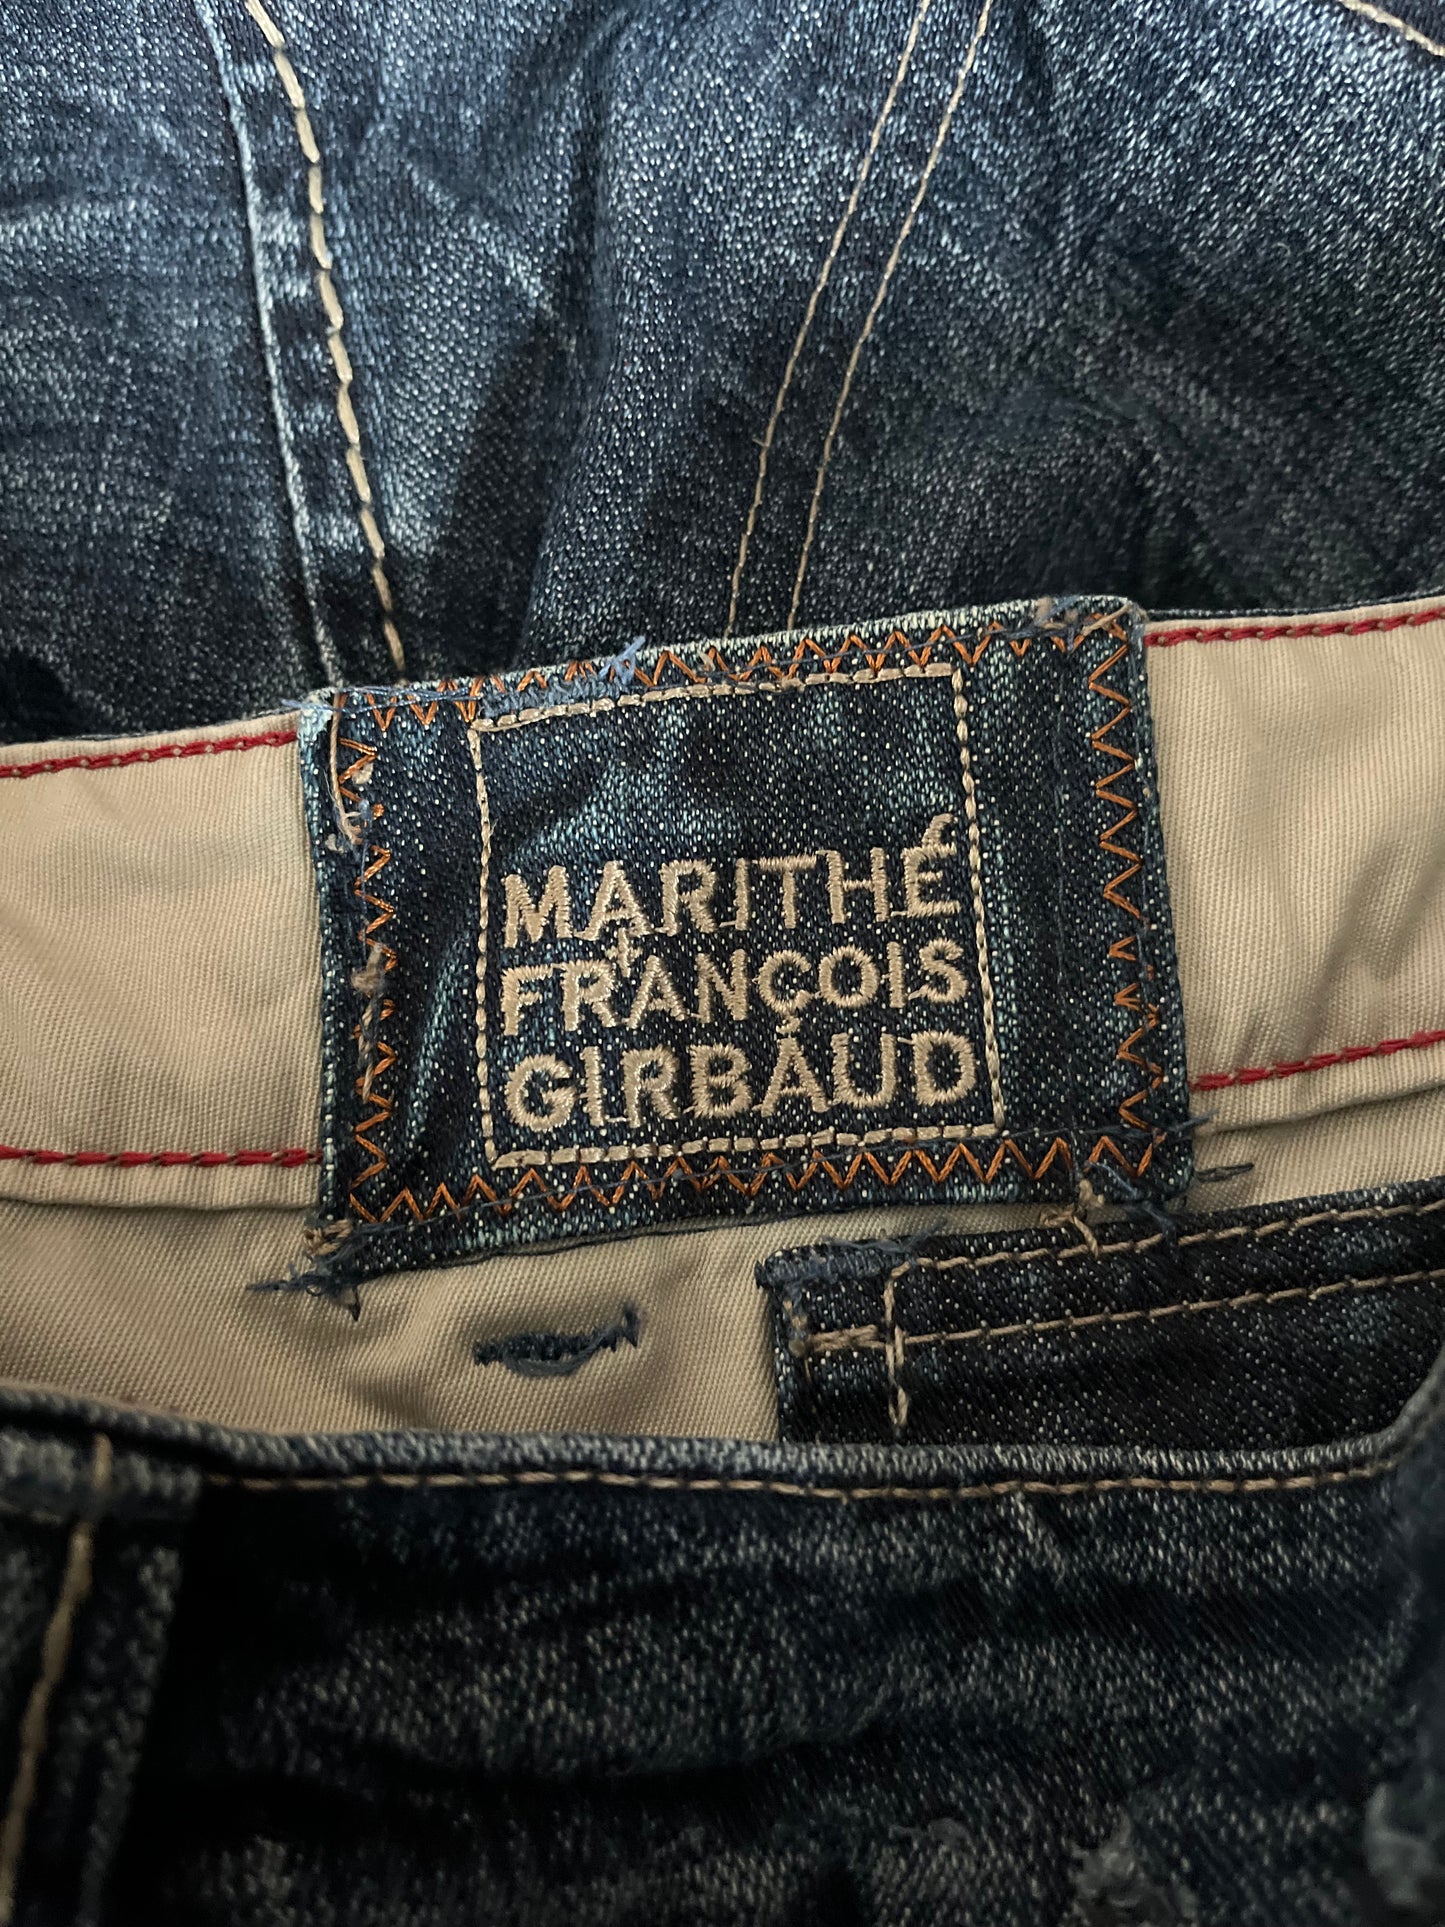 MARITHÉ
+
FRANÇOIS
GIRBAUD